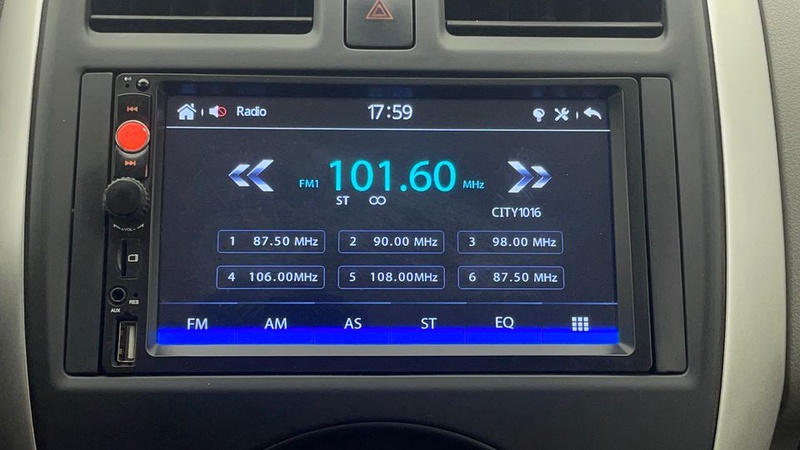 Radio 17:59
FM1 101.60 MHz
ST
CITY1016
1 87.50 MHz 2 90.00 MHz 3 98.00 MHz
4 106.00MHz 5 108.00MHz 6 87.50 MHz
FM AM AS ST EQ
VOL
RES
AUX